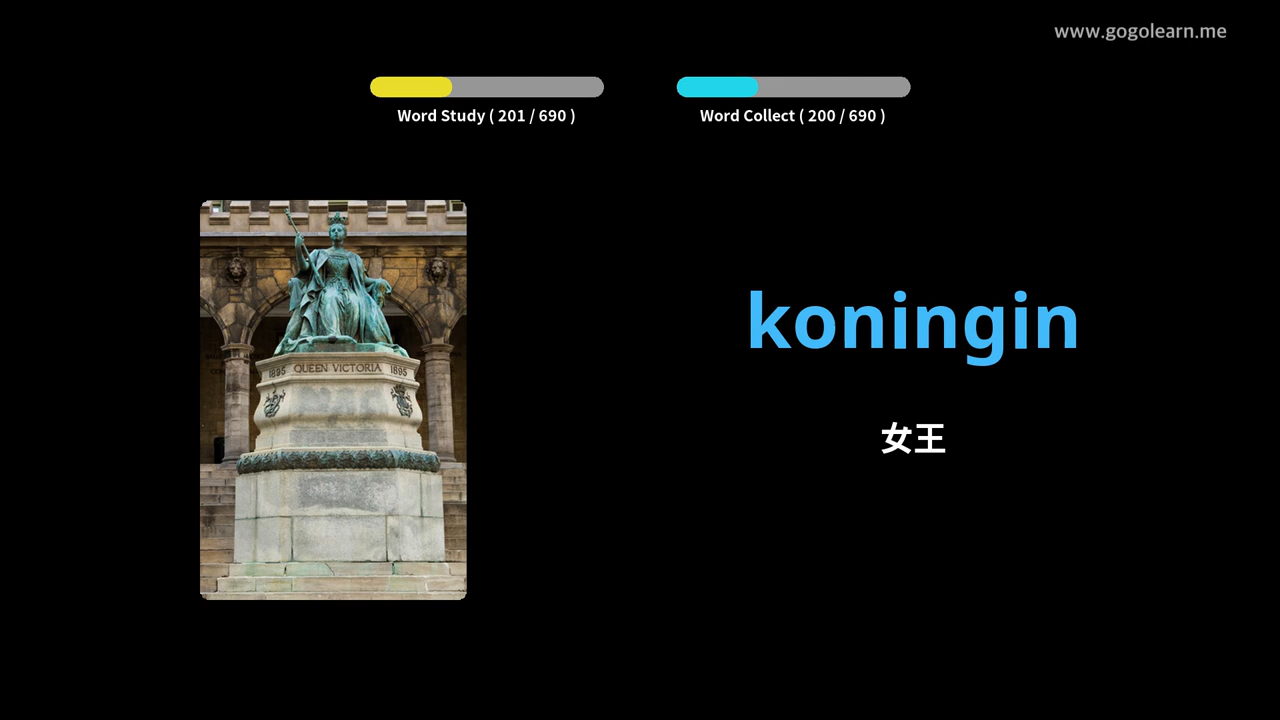 www.gogolearn.me
Word Study ( 201 / 690 )
Word Collect ( 200 / 690 )
1895 QUEEN VICTORIA 1895
koningin
女王